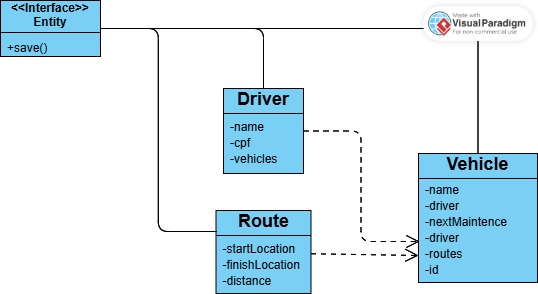 <<Interface>>
Entity
+save()
Made with
Visual Paradigm
For non-commercial use
Driver
-name
-cpf
-vehicles
Vehicle
-name
-driver
-nextMaintence
-driver
-routes
-id
Route
-startLocation
-finishLocation
-distance